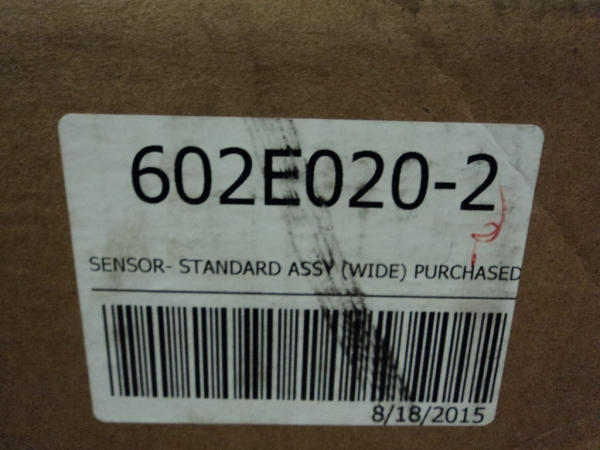 602E020-2
SENSOR- STANDARD ASSY (WIDE) PURCHASED
8/18/2015